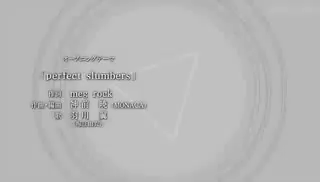 オープニングテーマ
「perfect slumbers」
作詞 meg rock
作曲・編曲 神前 暁 (MONACA)
歌 羽川 翼